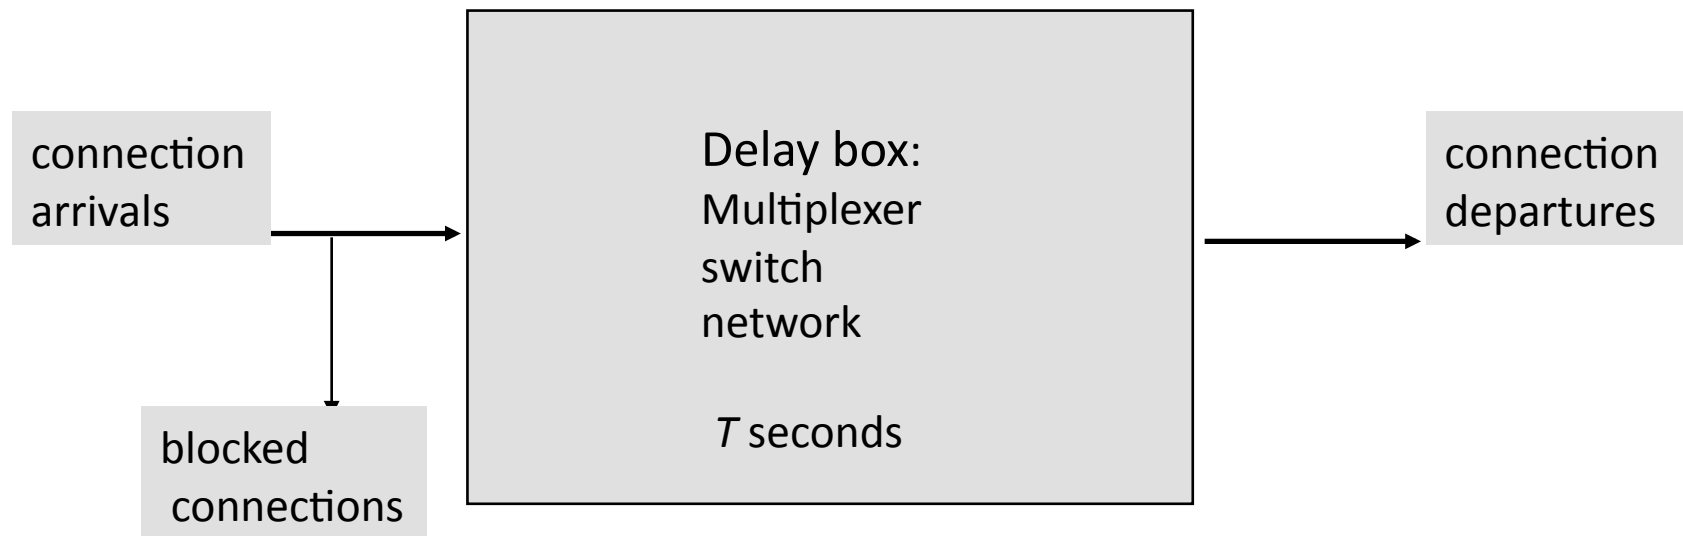 connection
arrivals
Delay box:
Multiplexer
switch
network
T seconds
connection
departures
blocked
connections